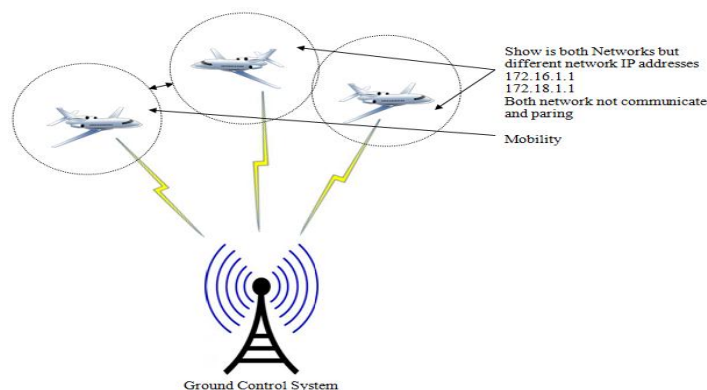 Show is both Networks but
different network IP addresses
172.16.1.1
172.18.1.1
Both network not communicate
and paring
Mobility
Ground Control System